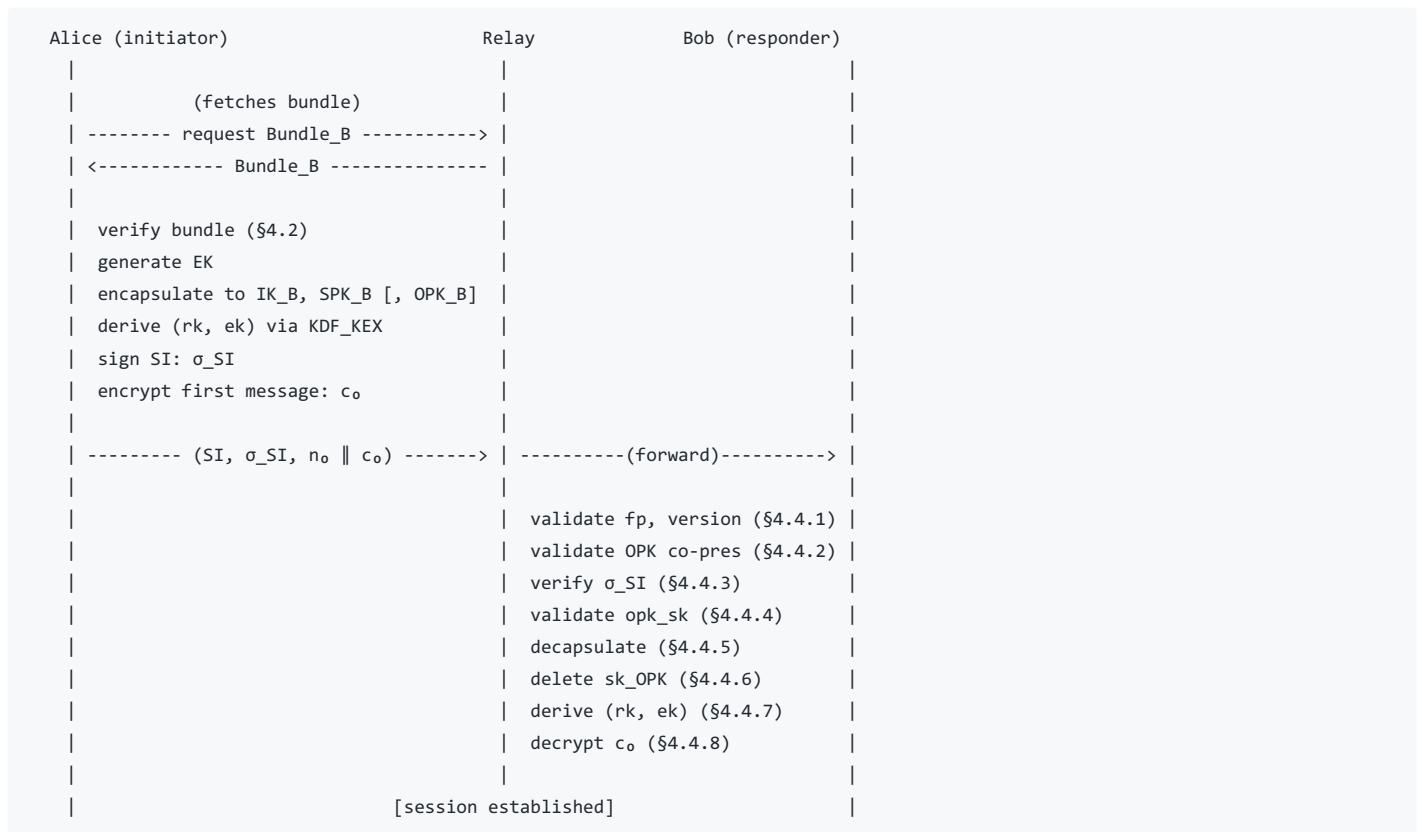 Alice (initiator) Relay Bob (responder)
| | |
| (fetches bundle) | |
| -------- request Bundle_B -----------> | |
| <------------ Bundle_B --------------- | |
| | |
| verify bundle (§4.2) | |
| generate EK | |
| encapsulate to IK_B, SPK_B [, OPK_B] | |
| derive (rk, ek) via KDF_KEX | |
| sign SI: σ_SI | |
| encrypt first message: c₀ | |
| | |
| --------- (SI, σ_SI, n₀ ‖ c₀) -------> | ----------(forward)----------> |
| | |
| | validate fp, version (§4.4.1) |
| | validate OPK co-pres (§4.4.2) |
| | verify σ_SI (§4.4.3) |
| | validate opk_sk (§4.4.4) |
| | decapsulate (§4.4.5) |
| | delete sk_OPK (§4.4.6) |
| | derive (rk, ek) (§4.4.7) |
| | decrypt c₀ (§4.4.8) |
| | |
| [session established] |